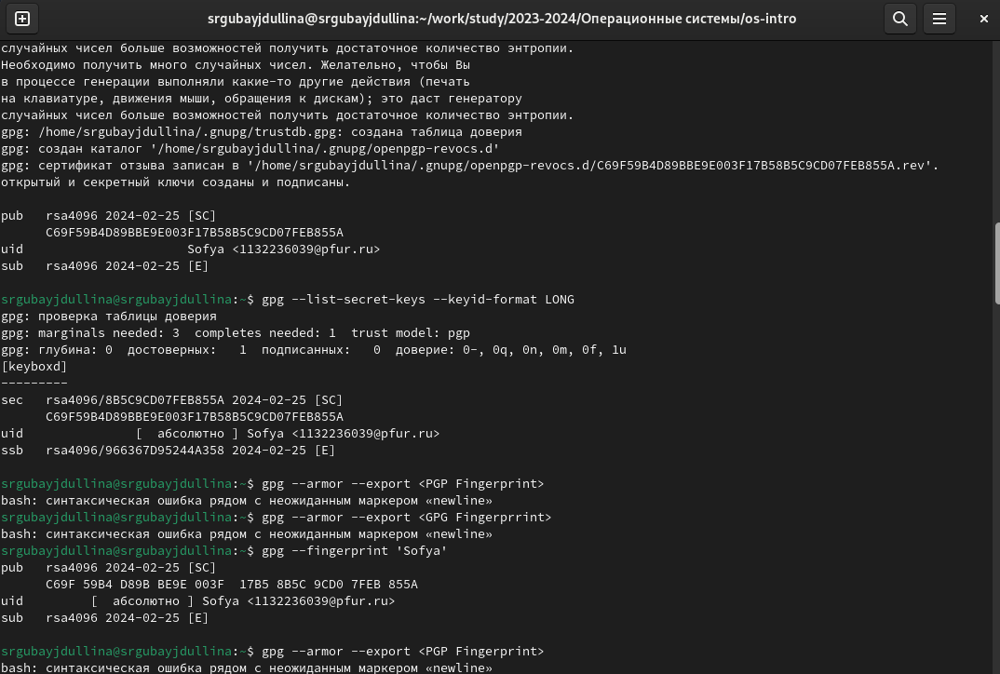 srgubayjdullina@srgubayjdullina:~/work/study/2023-2024/Операционные системы/os-intro
случайных чисел больше возможностей получить достаточное количество энтропии.
Необходимо получить много случайных чисел. Желательно, чтобы Вы
в процессе генерации выполняли какие-то другие действия (печать
на клавиатуре, движения мыши, обращения к дискам); это даст генератору
случайных чисел больше возможностей получить достаточное количество энтропии.
gpg: /home/srgubayjdullina/.gnupg/trustdb.gpg: создана таблица доверия
gpg: создан каталог '/home/srgubayjdullina/.gnupg/openpgp-revocs.d'
gpg: сертификат отзыва записан в '/home/srgubayjdullina/.gnupg/openpgp-revocs.d/C69F59B4D89BBE9E003F17B58B5C9CD07FEB855A.rev'.
открытый и секретный ключи созданы и подписаны.
pub   rsa4096 2024-02-25 [SC]
      C69F59B4D89BBE9E003F17B58B5C9CD07FEB855A
uid                      Sofya <1132236039@pfur.ru>
sub   rsa4096 2024-02-25 [E]
srgubayjdullina@srgubayjdullina:~$ gpg --list-secret-keys --keyid-format LONG
gpg: проверка таблицы доверия
gpg: marginals needed: 3  completes needed: 1  trust model: pgp
gpg: глубина: 0  достоверных:   1  подписанных:   0  доверие: 0-, 0q, 0n, 0m, 0f, 1u
[keyboxd]
---------
sec   rsa4096/8B5C9CD07FEB855A 2024-02-25 [SC]
      C69F59B4D89BBE9E003F17B58B5C9CD07FEB855A
uid               [  абсолютно ] Sofya <1132236039@pfur.ru>
ssb   rsa4096/966367D95244A358 2024-02-25 [E]
srgubayjdullina@srgubayjdullina:~$ gpg --armor --export <PGP Fingerprint>
bash: синтаксическая ошибка рядом с неожиданным маркером «newline»
srgubayjdullina@srgubayjdullina:~$ gpg --armor --export <GPG Fingerprrint>
bash: синтаксическая ошибка рядом с неожиданным маркером «newline»
srgubayjdullina@srgubayjdullina:~$ gpg --fingerprint 'Sofya'
pub   rsa4096 2024-02-25 [SC]
      C69F 59B4 D89B BE9E 003F  17B5 8B5C 9CD0 7FEB 855A
uid         [  абсолютно ] Sofya <1132236039@pfur.ru>
sub   rsa4096 2024-02-25 [E]
srgubayjdullina@srgubayjdullina:~$ gpg --armor --export <PGP Fingerprint>
bash: синтаксическая ошибка рядом с неожиданным маркером «newline»